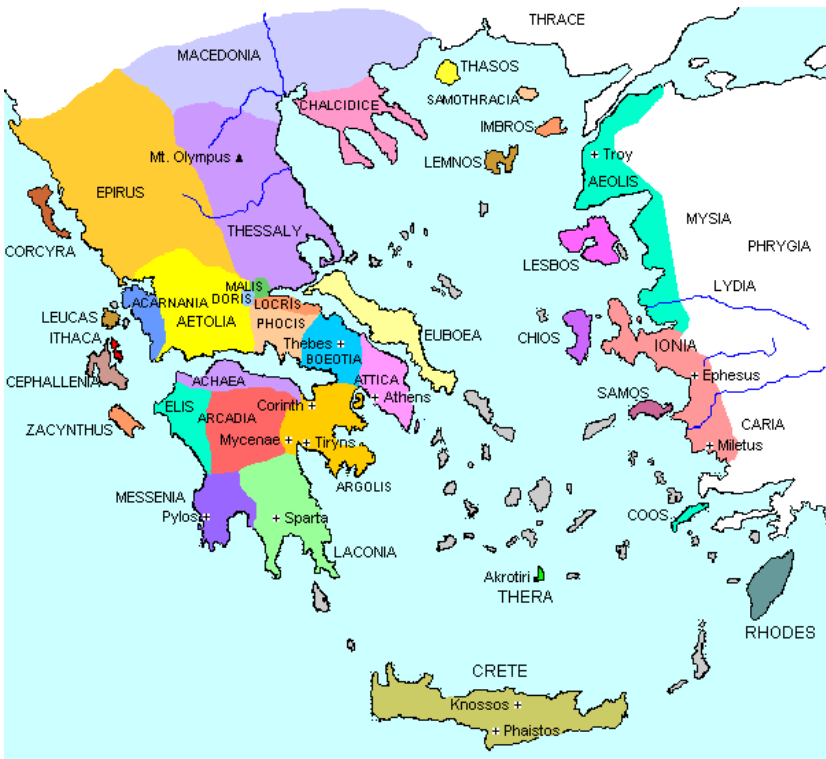 THRACE
MACEDONIA
THASOS
CHALCIDICE
SAMOTHRACIA
IMBROS
Mt. Olympus
LEMNOS
Troy
AEOLIS
EPIRUS
MYSIA
THESSALY
PHRYGIA
CORCYRA
LESBOS
LYDIA
MALIS
DORIS
ACARNANIA
LOCRIS
LEUCAS
AETOLIA
PHOCIS
EUBOEA
CHIOS
ITHACA
Thebes
IONIA
BOEOTIA
CEPHALLENIA
ACHAEA
ATTICA
Ephesus
ELIS
Corinth
Athens
SAMOS
ARCADIA
ZACYNTHUS
CARIA
Mycenae
Tiryns
Miletus
ARGOLIS
MESSENIA
Pylos
Sparta
COOS
LACONIA
Akrotiri
THERA
RHODES
CRETE
Knossos
Phaistos